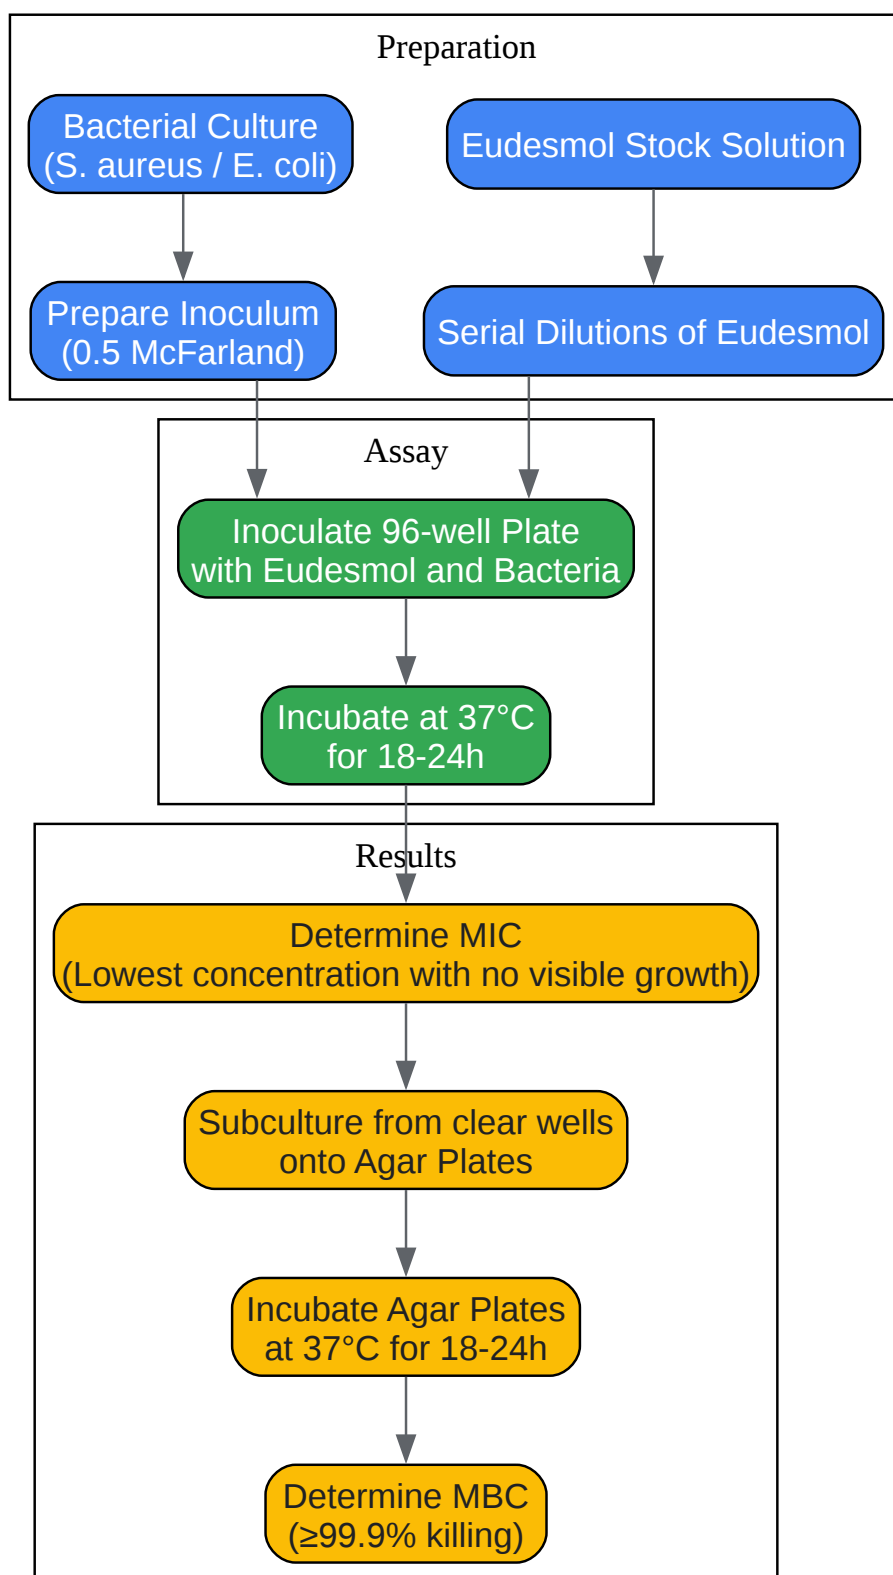 Preparation
Bacterial Culture
(S. aureus / E. coli)
Eudesmol Stock Solution
Prepare Inoculum
(0.5 McFarland)
Serial Dilutions of Eudesmol
Assay
Inoculate 96-well Plate
with Eudesmol and Bacteria
Incubate at 37°C
for 18-24h
Results
Determine MIC
(Lowest concentration with no visible growth)
Subculture from clear wells
onto Agar Plates
Incubate Agar Plates
at 37°C for 18-24h
Determine MBC
(≥99.9% killing)